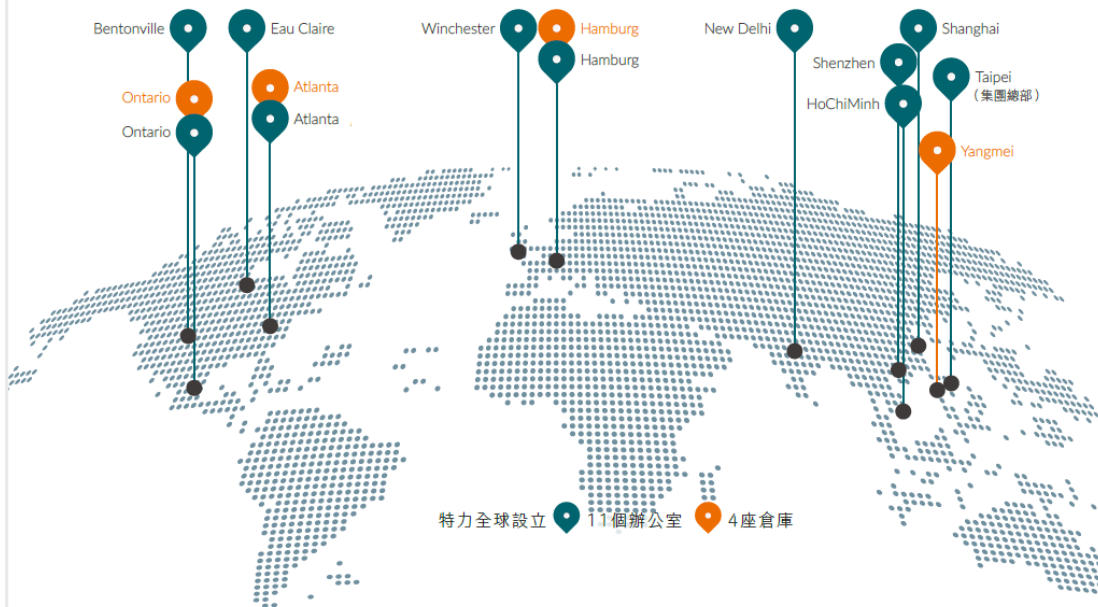 Bentonville
Eau Claire
Winchester
Hamburg
Hamburg
New Delhi
Shanghai
Shenzhen
Taipei
（集團總部）
HoChiMinh
Ontario
Ontario
Atlanta
Atlanta
Yangmei
特力全球設立 11個辦公室 4座倉庫